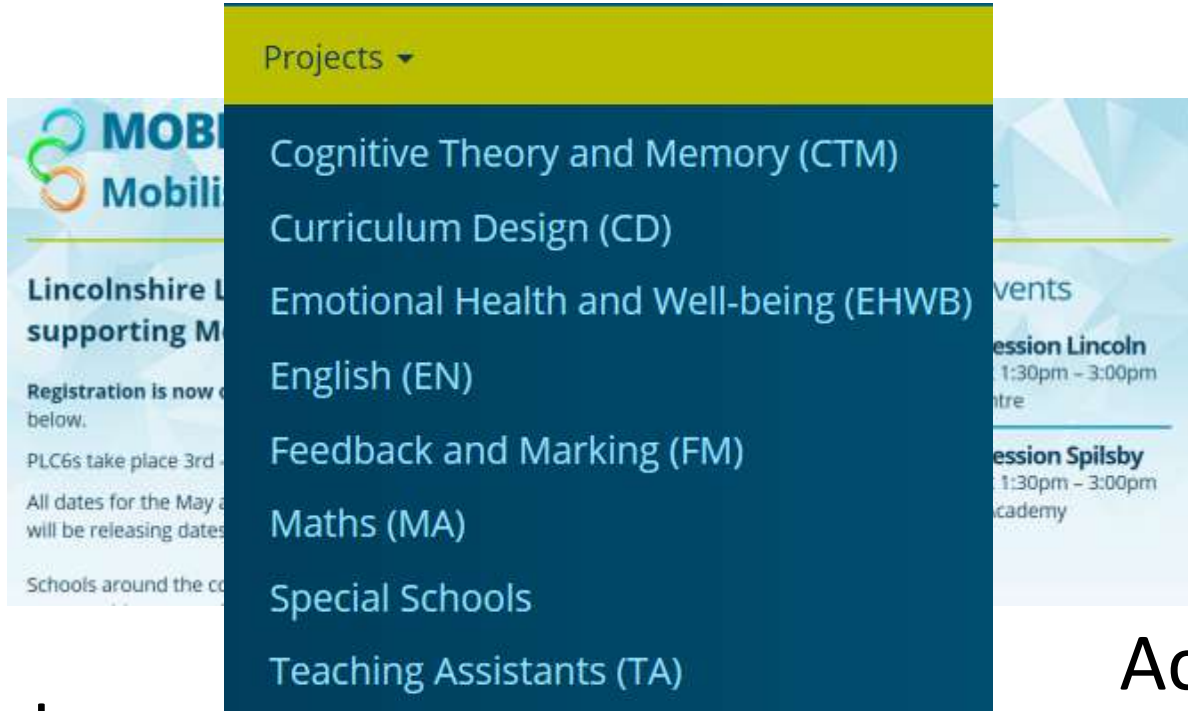 Projects
Cognitive Theory and Memory (CTM)
Curriculum Design (CD)
Emotional Health and Well-being (EHWB)
English (EN)
Feedback and Marking (FM)
Maths (MA)
Special Schools
Teaching Assistants (TA)
MOBI
Mobili
Lincolnshire L
supporting M
Registration is now
below.
PLC6s take place 3rd
All dates for the May
will be releasing dates
Schools around the co
vents
ession Lincoln
1:30pm – 3:00pm
ntre
ession Spilsby
1:30pm – 3:00pm
cademy
Ac